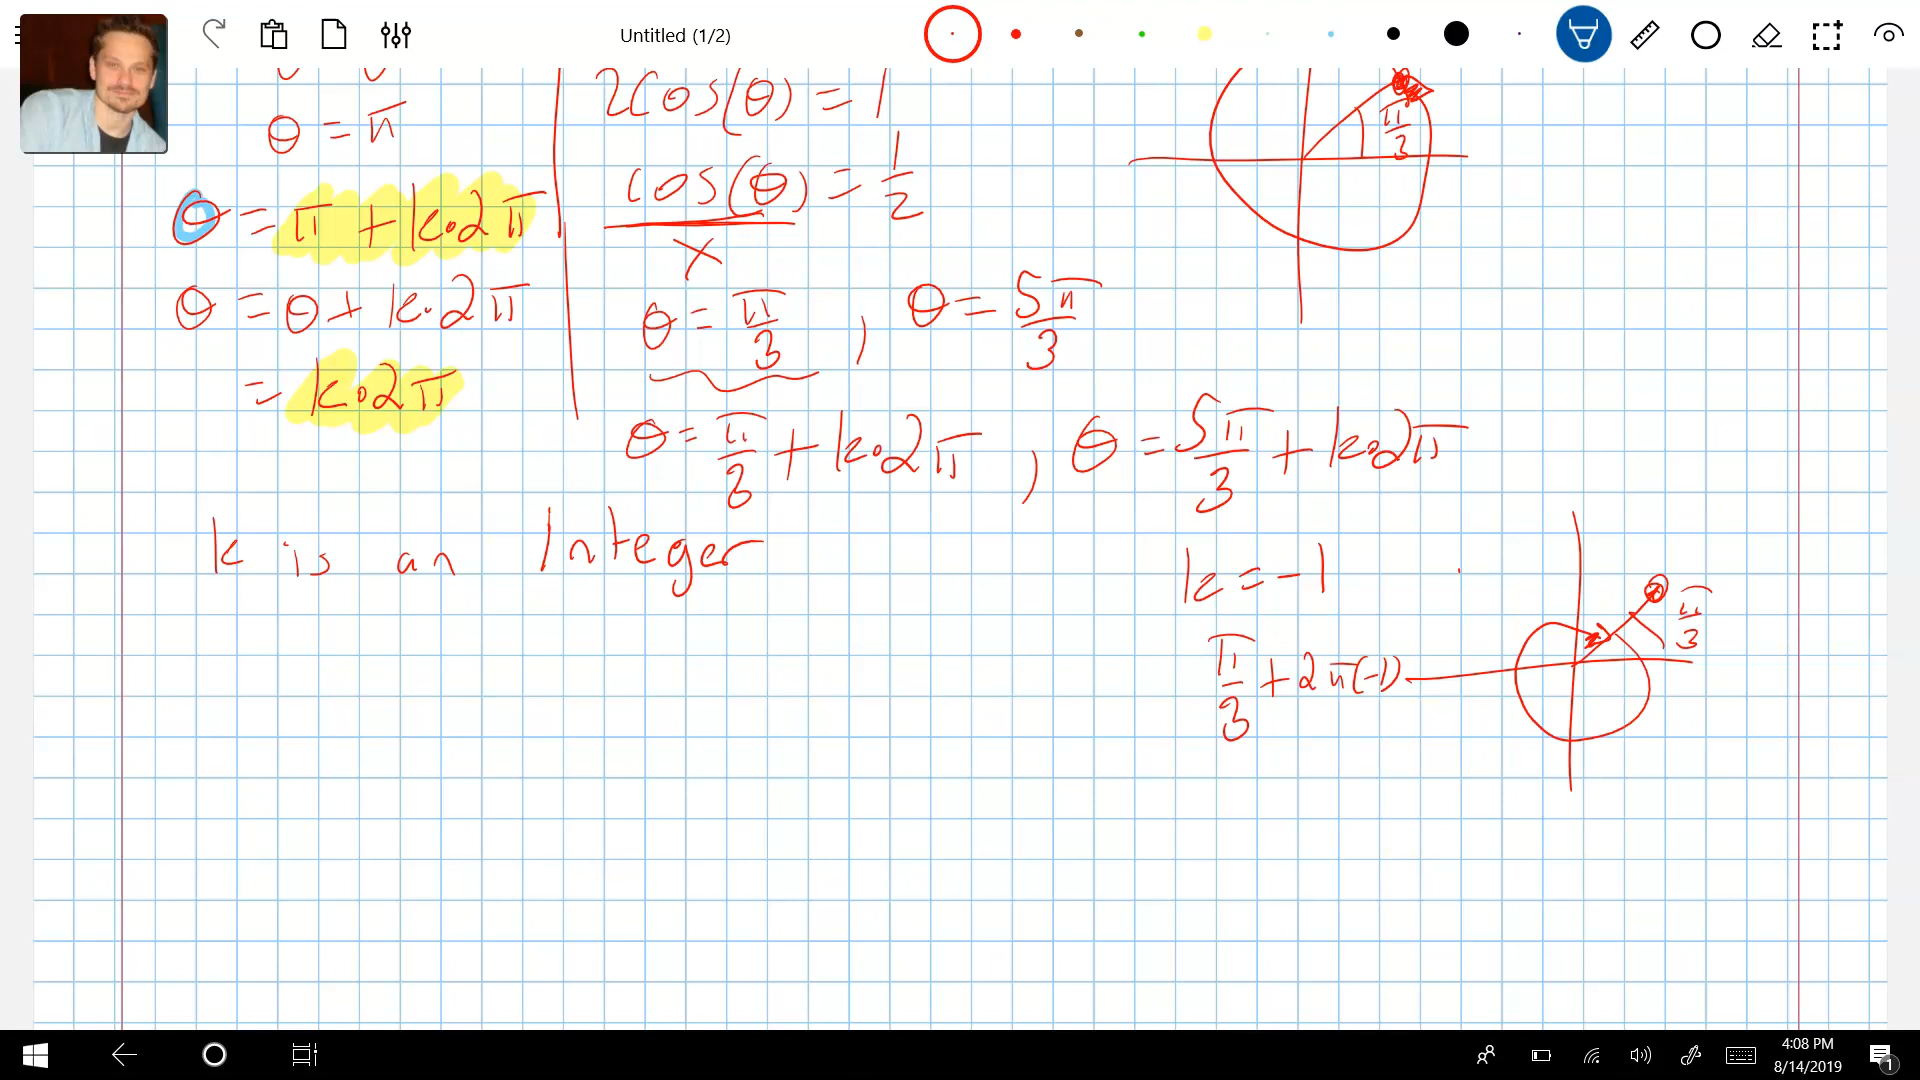 Untitled (1/2)
θ = π
θ = π + k·2π
θ = θ + k·2π
= k·2π
2cos(θ) = 1
cos(θ) = 1/2
x
θ = π/3 , θ = 5π/3
θ = π/3 + k·2π , θ = 5π/3 + k·2π
k is an Integer
π/3
k = -1
π/3 + 2π(-1)
π/3
4:08 PM
8/14/2019
1